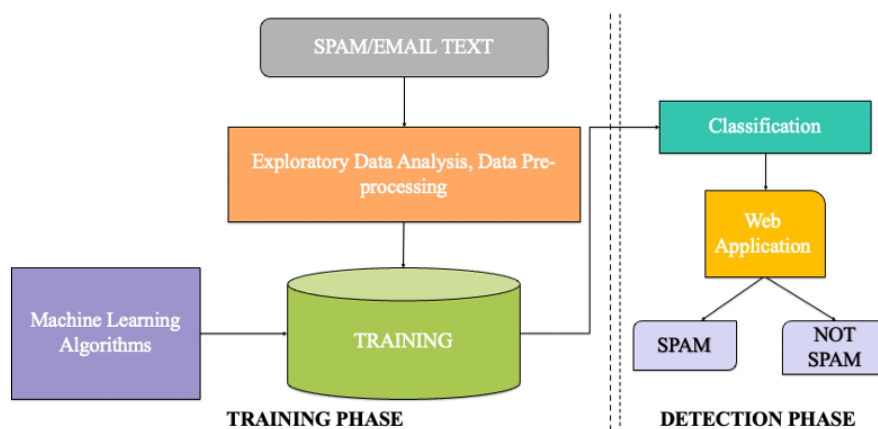 SPAM/EMAIL TEXT
Exploratory Data Analysis, Data Pre-
processing
Machine Learning
Algorithms
TRAINING
TRAINING PHASE
Classification
Web
Application
SPAM
NOT
SPAM
DETECTION PHASE